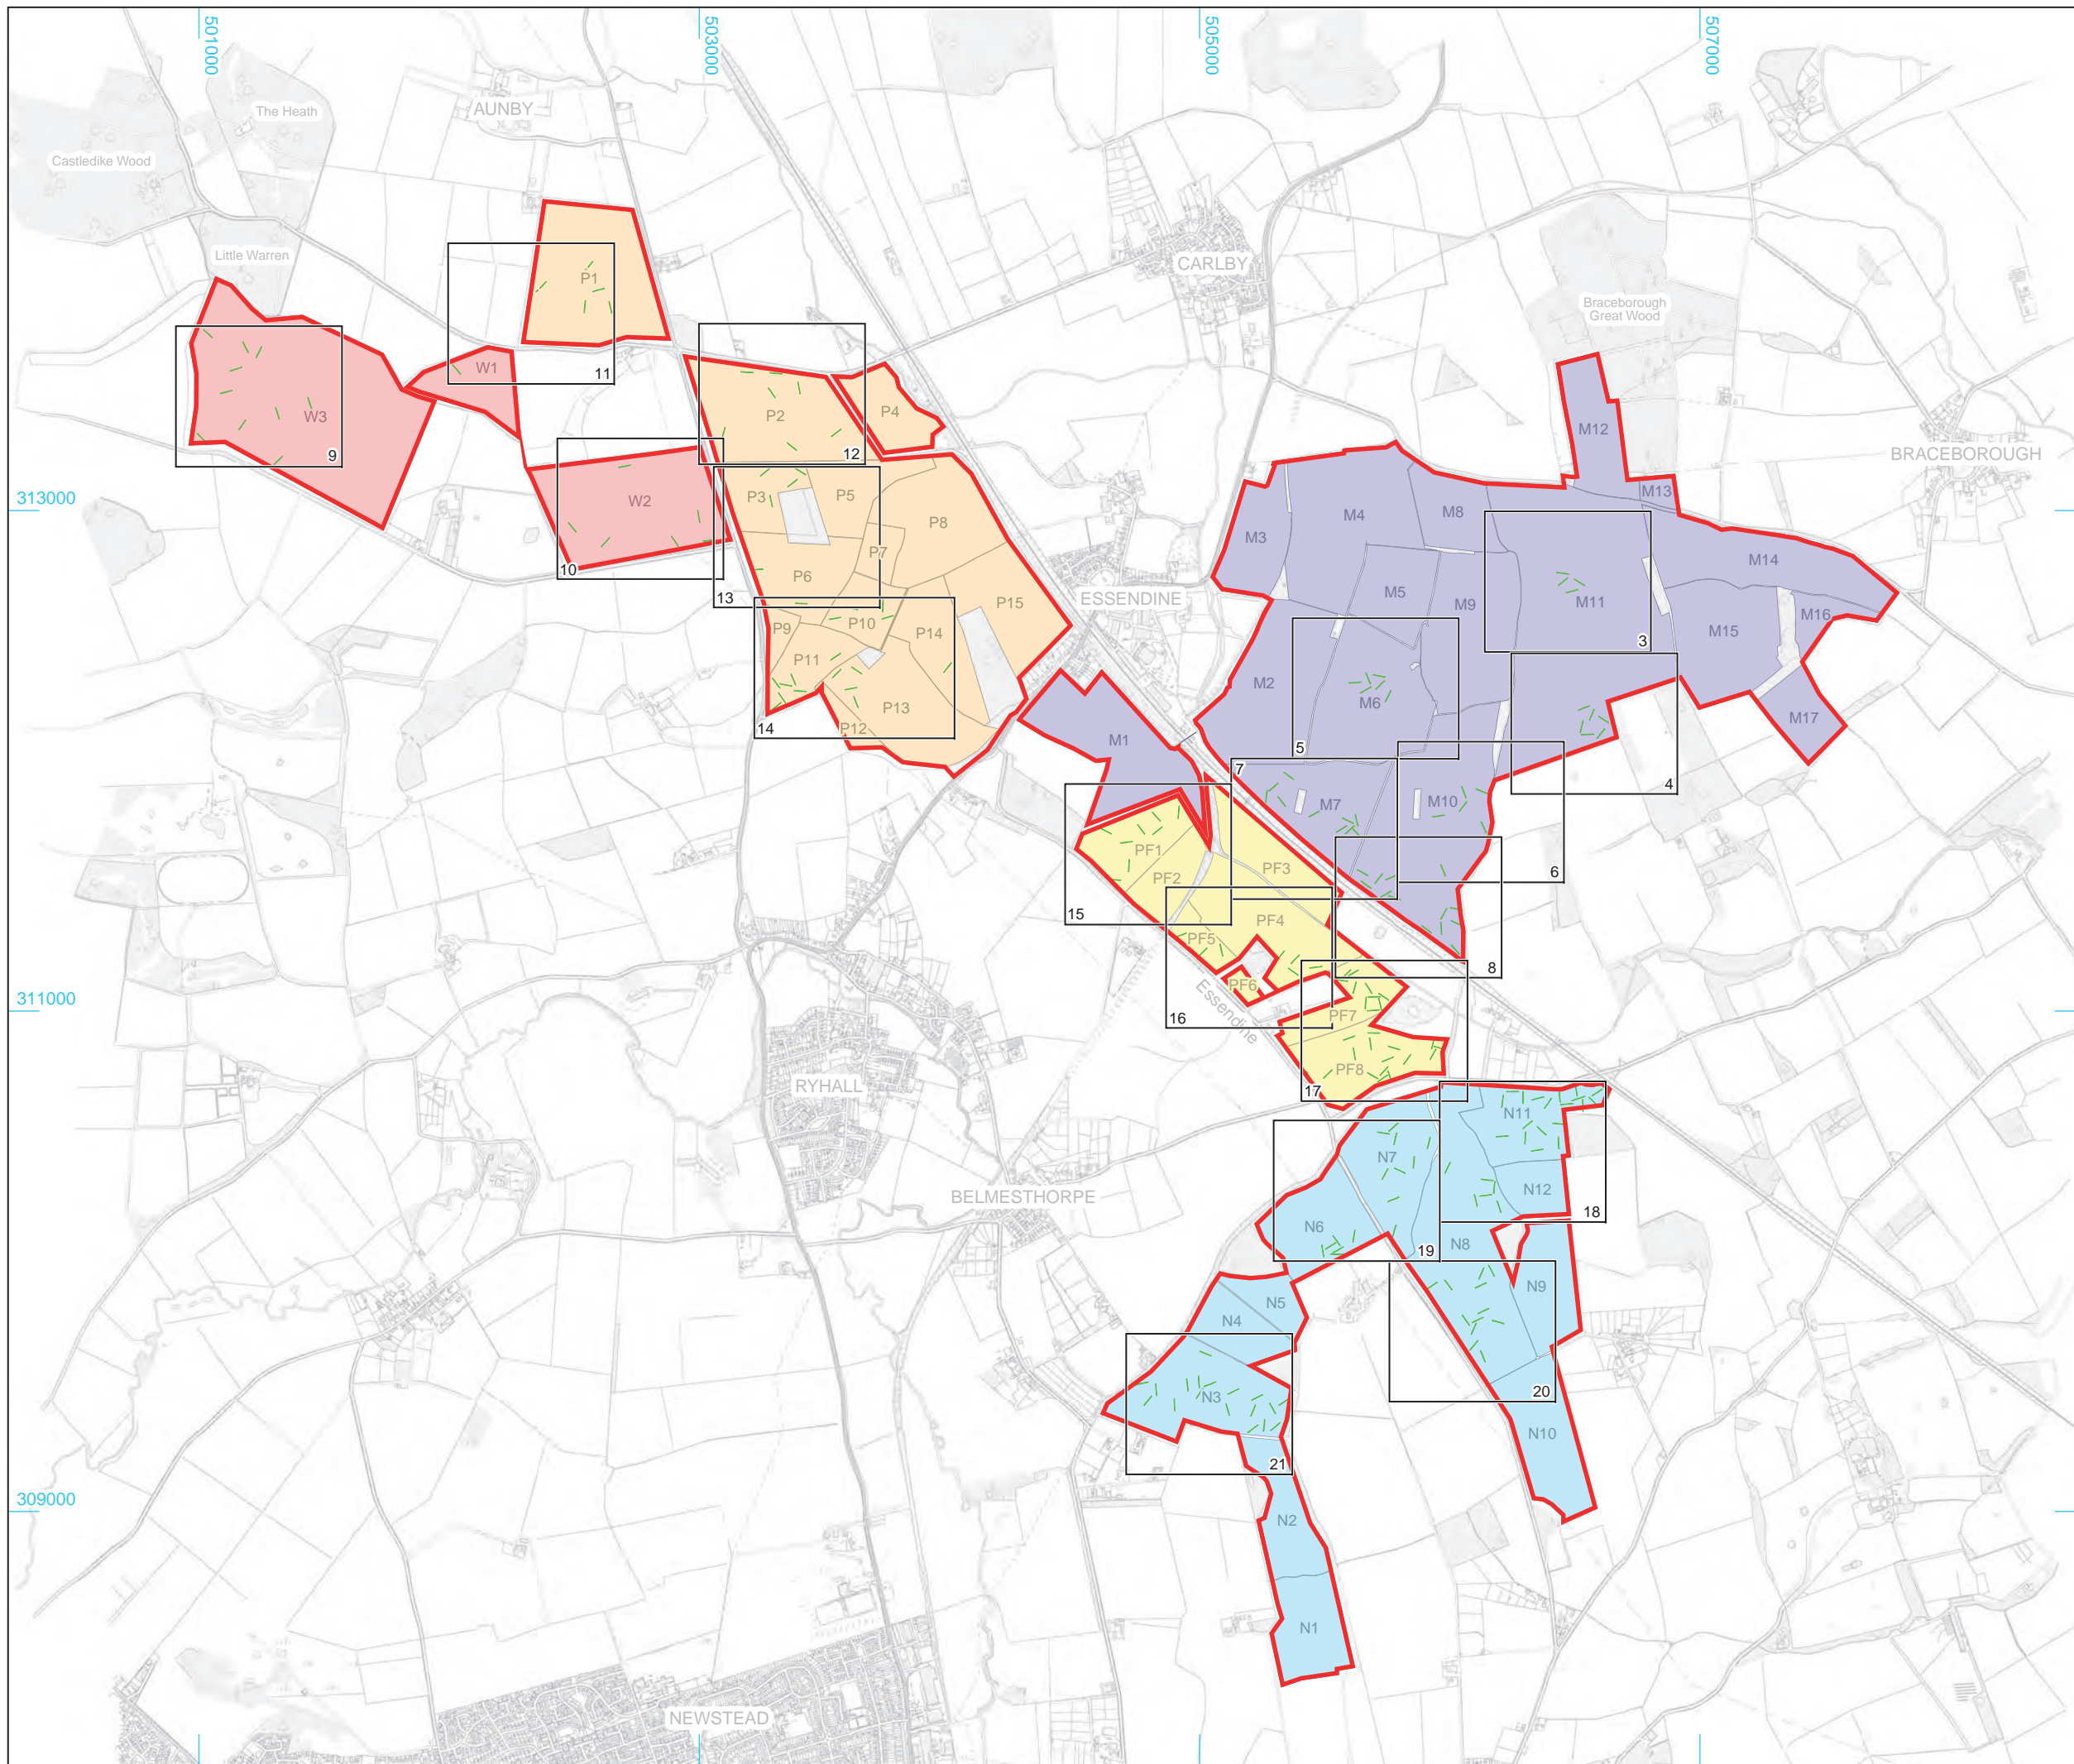 501000
503000
505000
507000
The Heath
AUNBY
Castledike Wood
Little Warren
CARLBY
Braceborough
Great Wood
P1
11
W1
W3
9
P2
P4
12
M12
BRACEBOROUGH
313000
W2
10
P3
P5
P8
P7
P6
13
M3
M4
M8
M13
M14
M5
M9
M11
M16
M15
3
ESSENDINE
P15
P9
P10
P14
P11
P13
P12
14
M2
M6
5
M17
M1
7
4
M7
M10
6
PF1
PF2
PF3
15
PF4
PF5
8
PF6
Essendine
311000
16
PF7
PF8
17
RYHALL
N11
N7
N12
18
BELMESTHORPE
N6
N8
19
N5
N9
N4
N3
20
N10
21
309000
N2
N1
NEWSTEAD